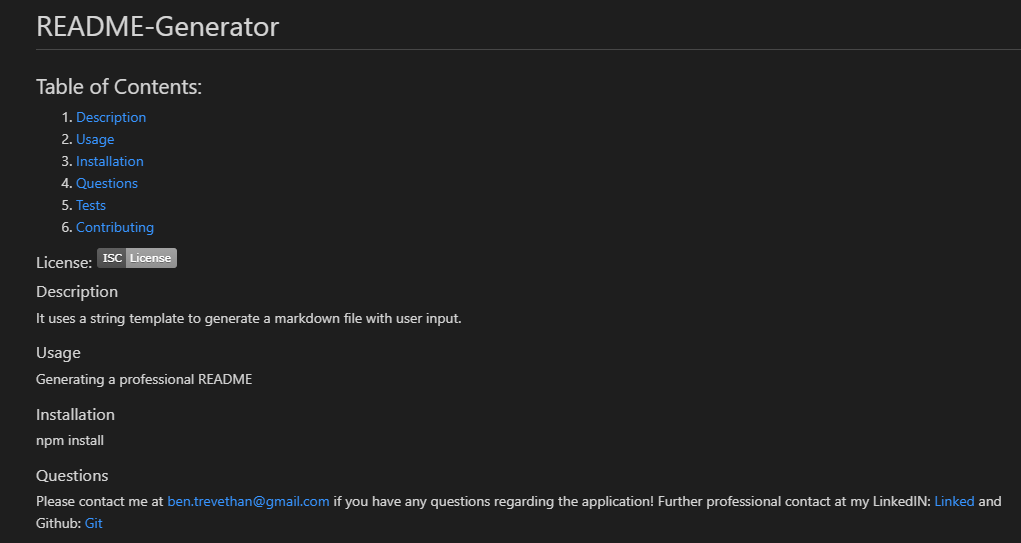 README-Generator
Table of Contents:
1. Description
2. Usage
3. Installation
4. Questions
5. Tests
6. Contributing
License: ISC License
Description
It uses a string template to generate a markdown file with user input.
Usage
Generating a professional README
Installation
npm install
Questions
Please contact me at ben.trevethan@gmail.com if you have any questions regarding the application! Further professional contact at my LinkedIN: Linked and
Github: Git